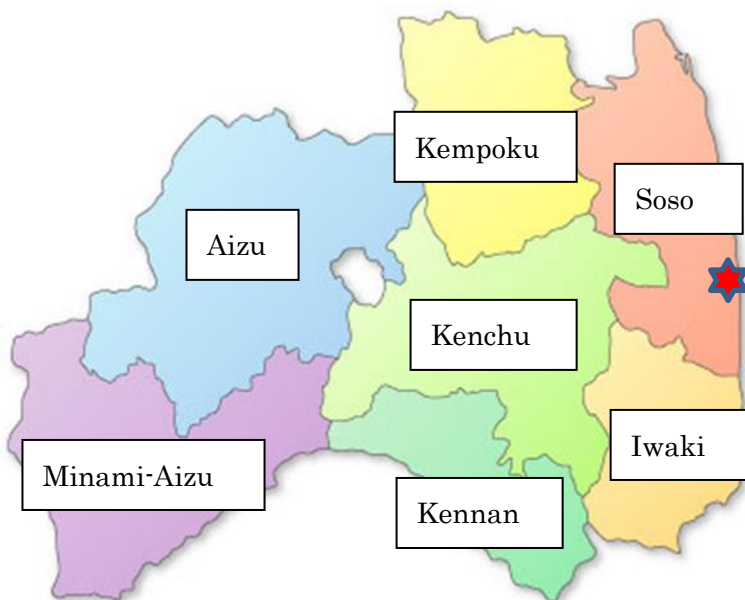 Kempoku
Soso
Aizu
Kenchu
Iwaki
Minami-Aizu
Kennan